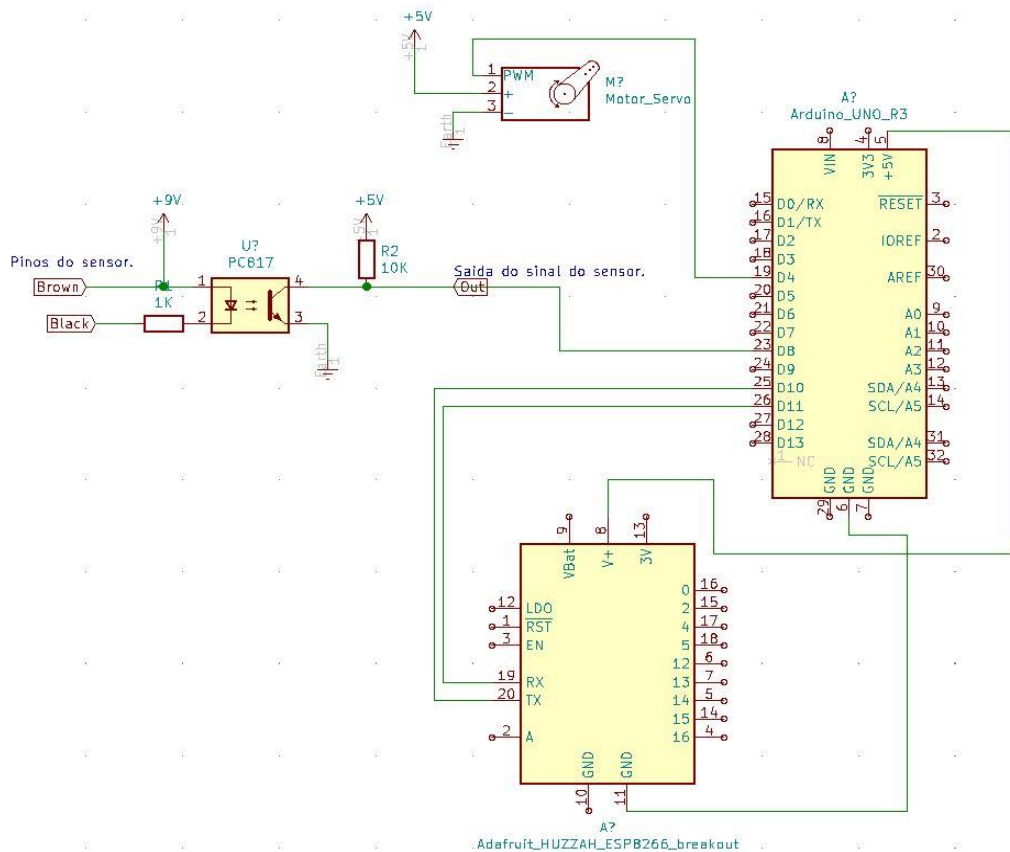 +5V
+5V
1
1
PWM
2
+
3
-
M?
Motor_Servo
Earth
1
A?
Arduino_UNO_R3
8
4
5
VIN
3V3
+5V
15
D0/RX
RESET
3
16
D1/TX
17
D2
IOREF
2
18
D3
19
D4
AREF
30
20
D5
21
D6
A0
9
22
D7
A1
10
23
D8
A2
11
24
D9
A3
12
25
D10
SDA/A4
13
26
D11
SCL/A5
14
27
D12
28
D13
SDA/A4
31
1
NC
SCL/A5
32
GND
GND
GND
29
6
7
+9V
+9V
1
+5V
5V
1
Pinos do sensor.
U?
PC817
R2
10K
Saida do sinal do sensor.
Brown
1
4
Out
R1
1K
Black
2
3
Earth
1
9
8
13
VBat
V+
3V
0
16
12
LDO
2
15
1
RST
4
17
3
EN
5
18
12
6
19
RX
13
7
20
TX
14
5
15
14
2
A
16
4
GND
GND
10
11
A?
Adafruit_HUZZAH_ESP8266_breakout